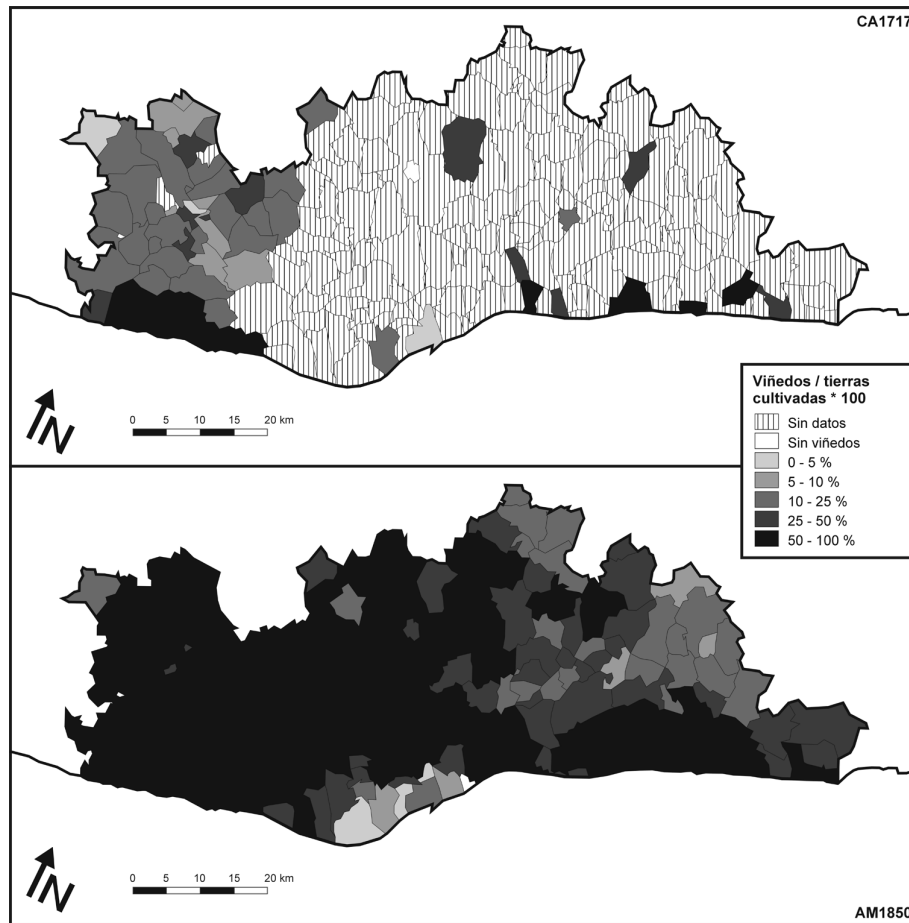 CA1717
Viñedos / tierras
cultivadas * 100
Sin datos
Sin viñedos
0 - 5 %
5 - 10 %
10 - 25 %
25 - 50 %
50 - 100 %
N
0 5 10 15 20 km
N
0 5 10 15 20 km
AM1850